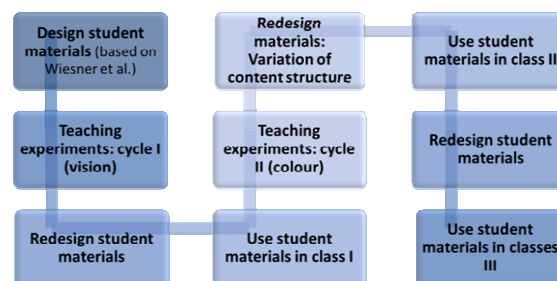 Design student
materials (based on
Wiesner et al.)
Teaching
experiments: cycle I
(vision)
Redesign student
materials
Use student
materials in class I
Teaching
experiments: cycle
II (colour)
Redesign
materials:
Variation of
content structure
Use student
materials in class II
Redesign student
materials
Use student
materials in classes
III